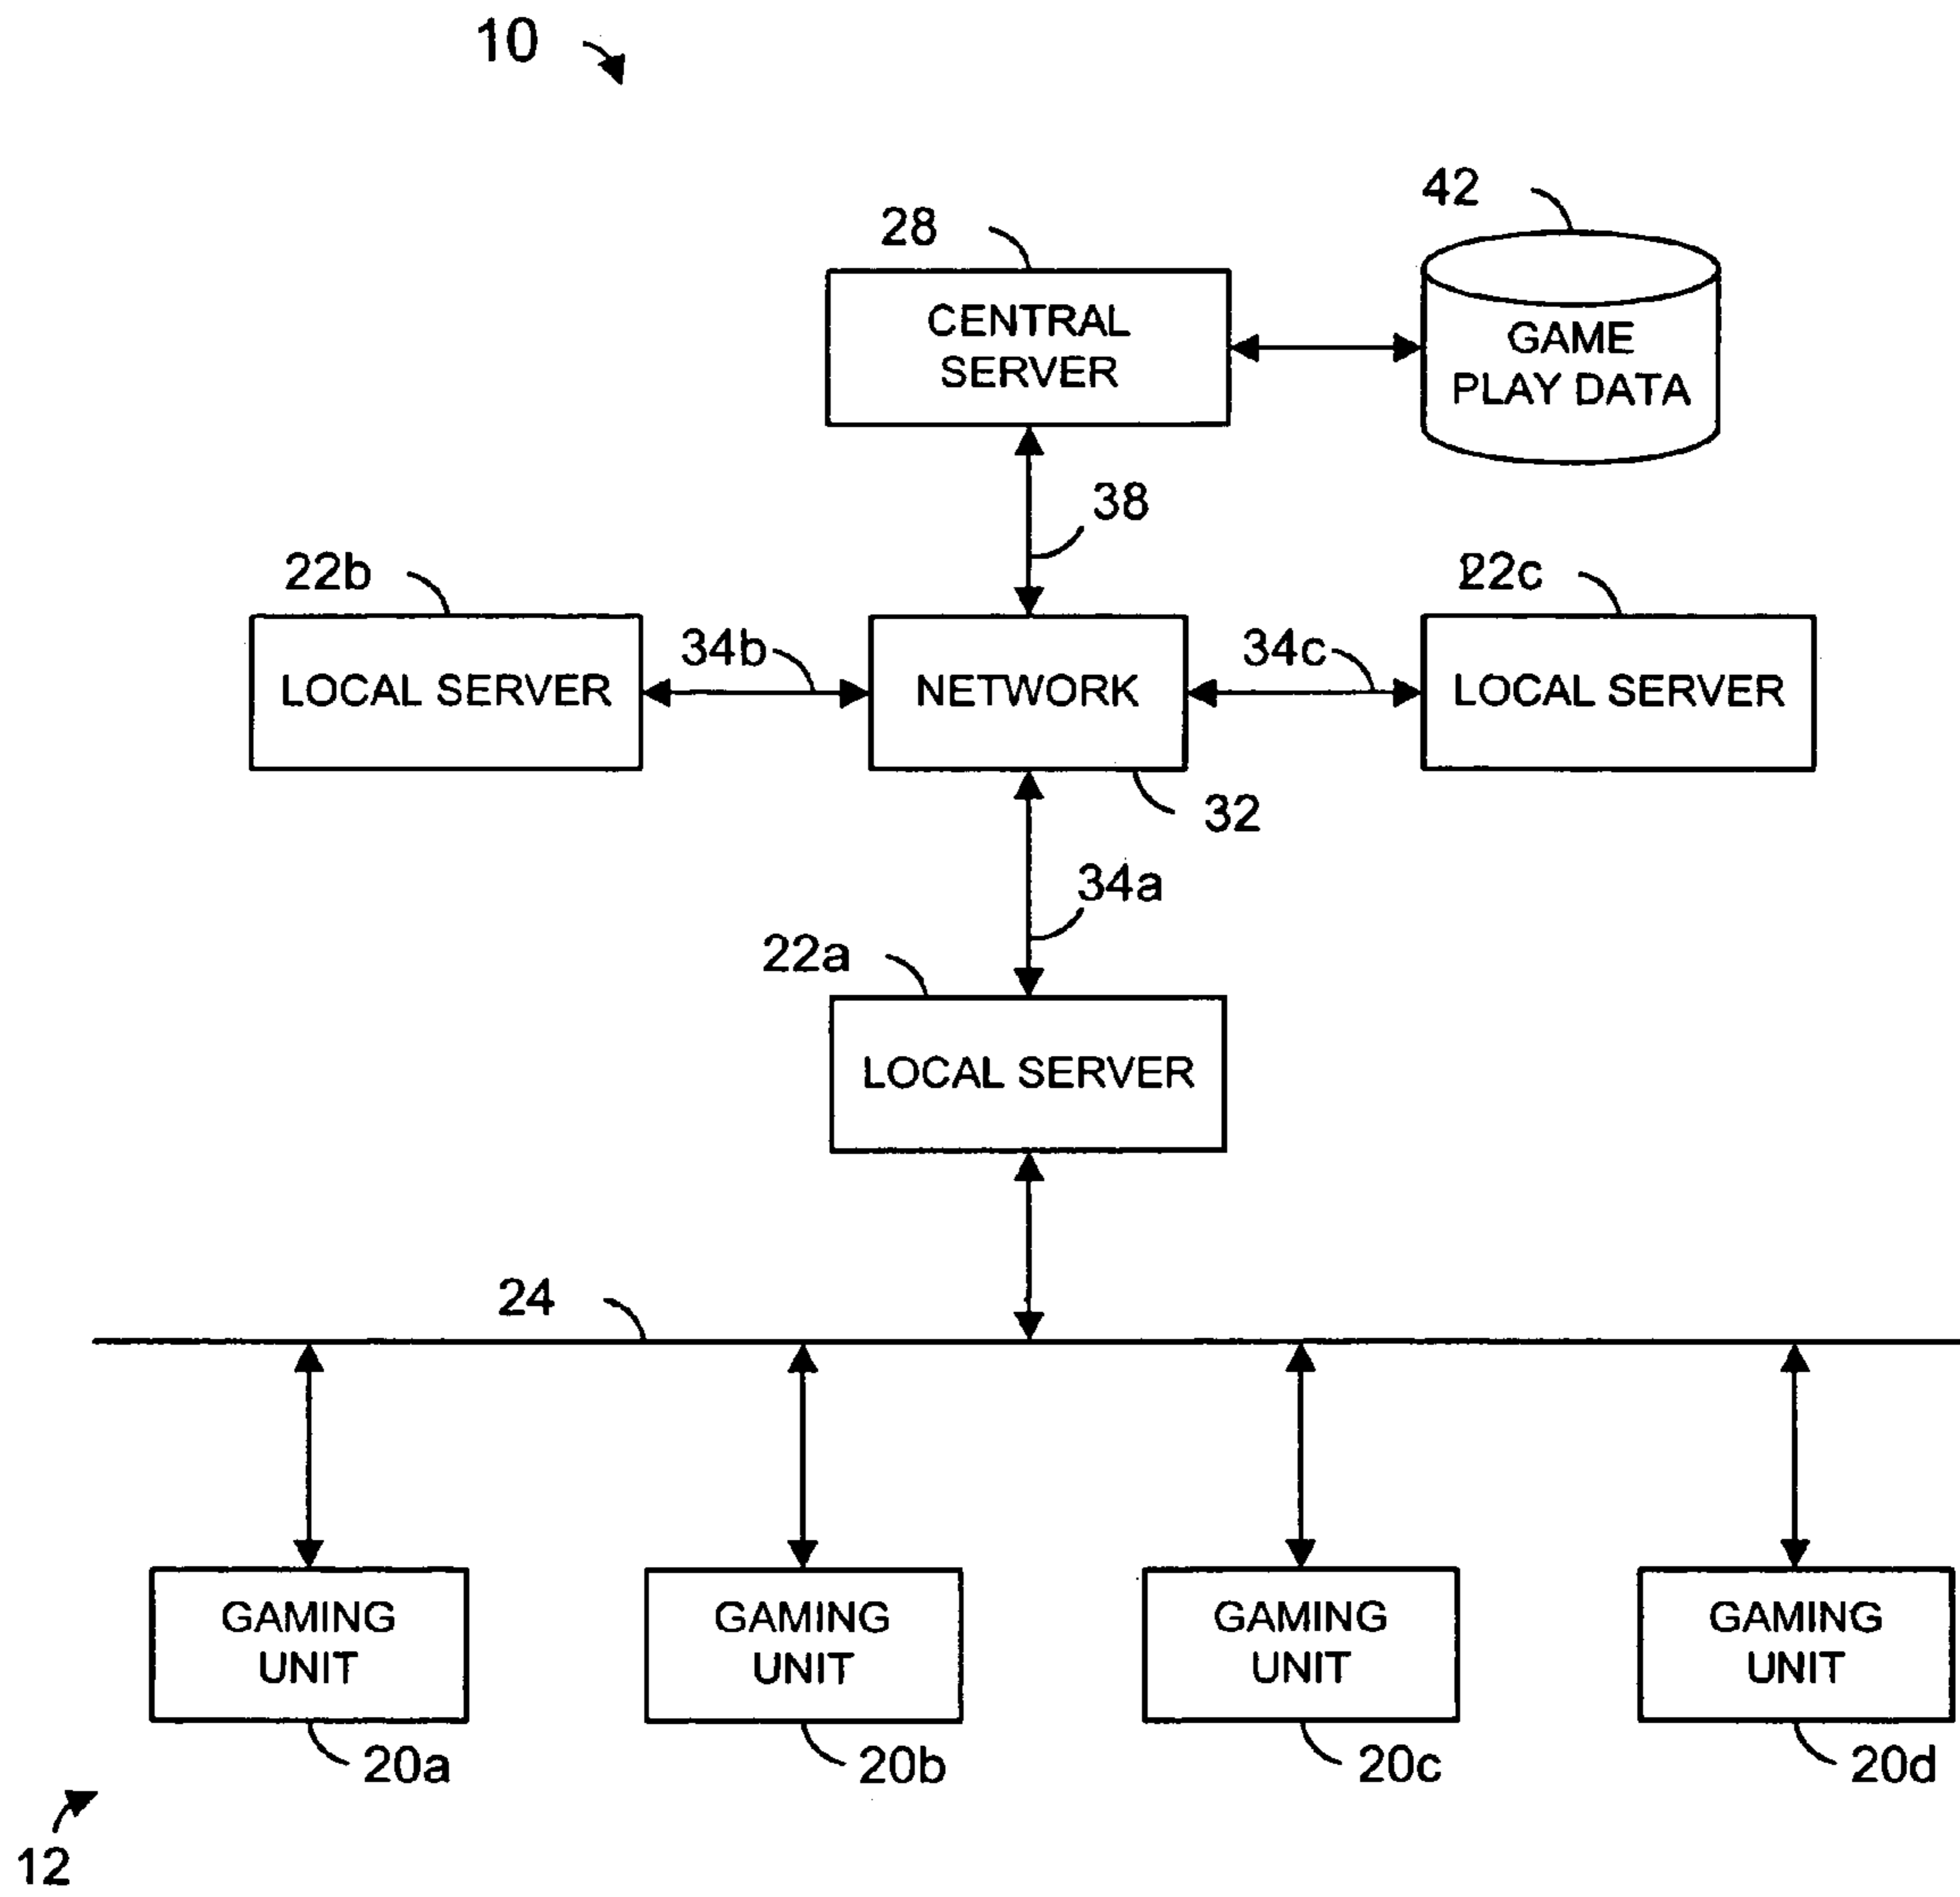 10
42
28
CENTRAL
SERVER
GAME
PLAY DATA
38
22b
22c
34b
34c
LOCAL SERVER
NETWORK
LOCAL SERVER
32
34a
22a
LOCAL SERVER
24
GAMING
UNIT
GAMING
UNIT
GAMING
UNIT
GAMING
UNIT
20a
20b
20c
20d
12